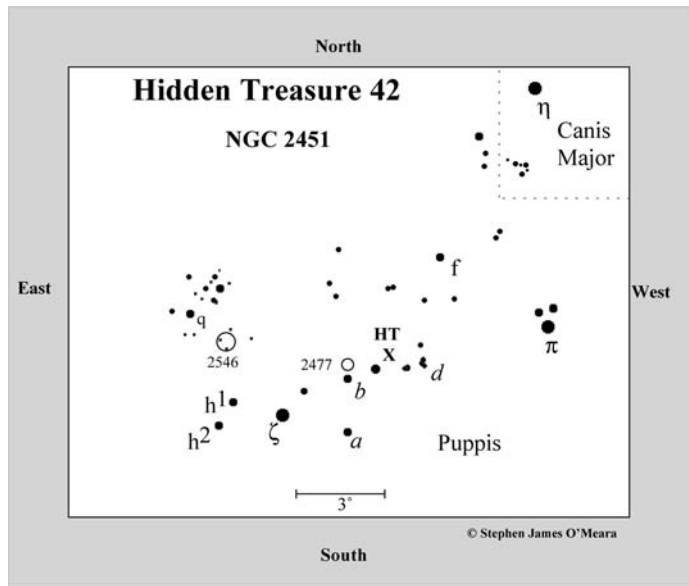 North
Hidden Treasure 42
NGC 2451
η
Canis
Major
f
East
West
q
HT
X
π
2546
2477
d
b
h1
h2
ζ
a
Puppis
3°
© Stephen James O'Meara
South